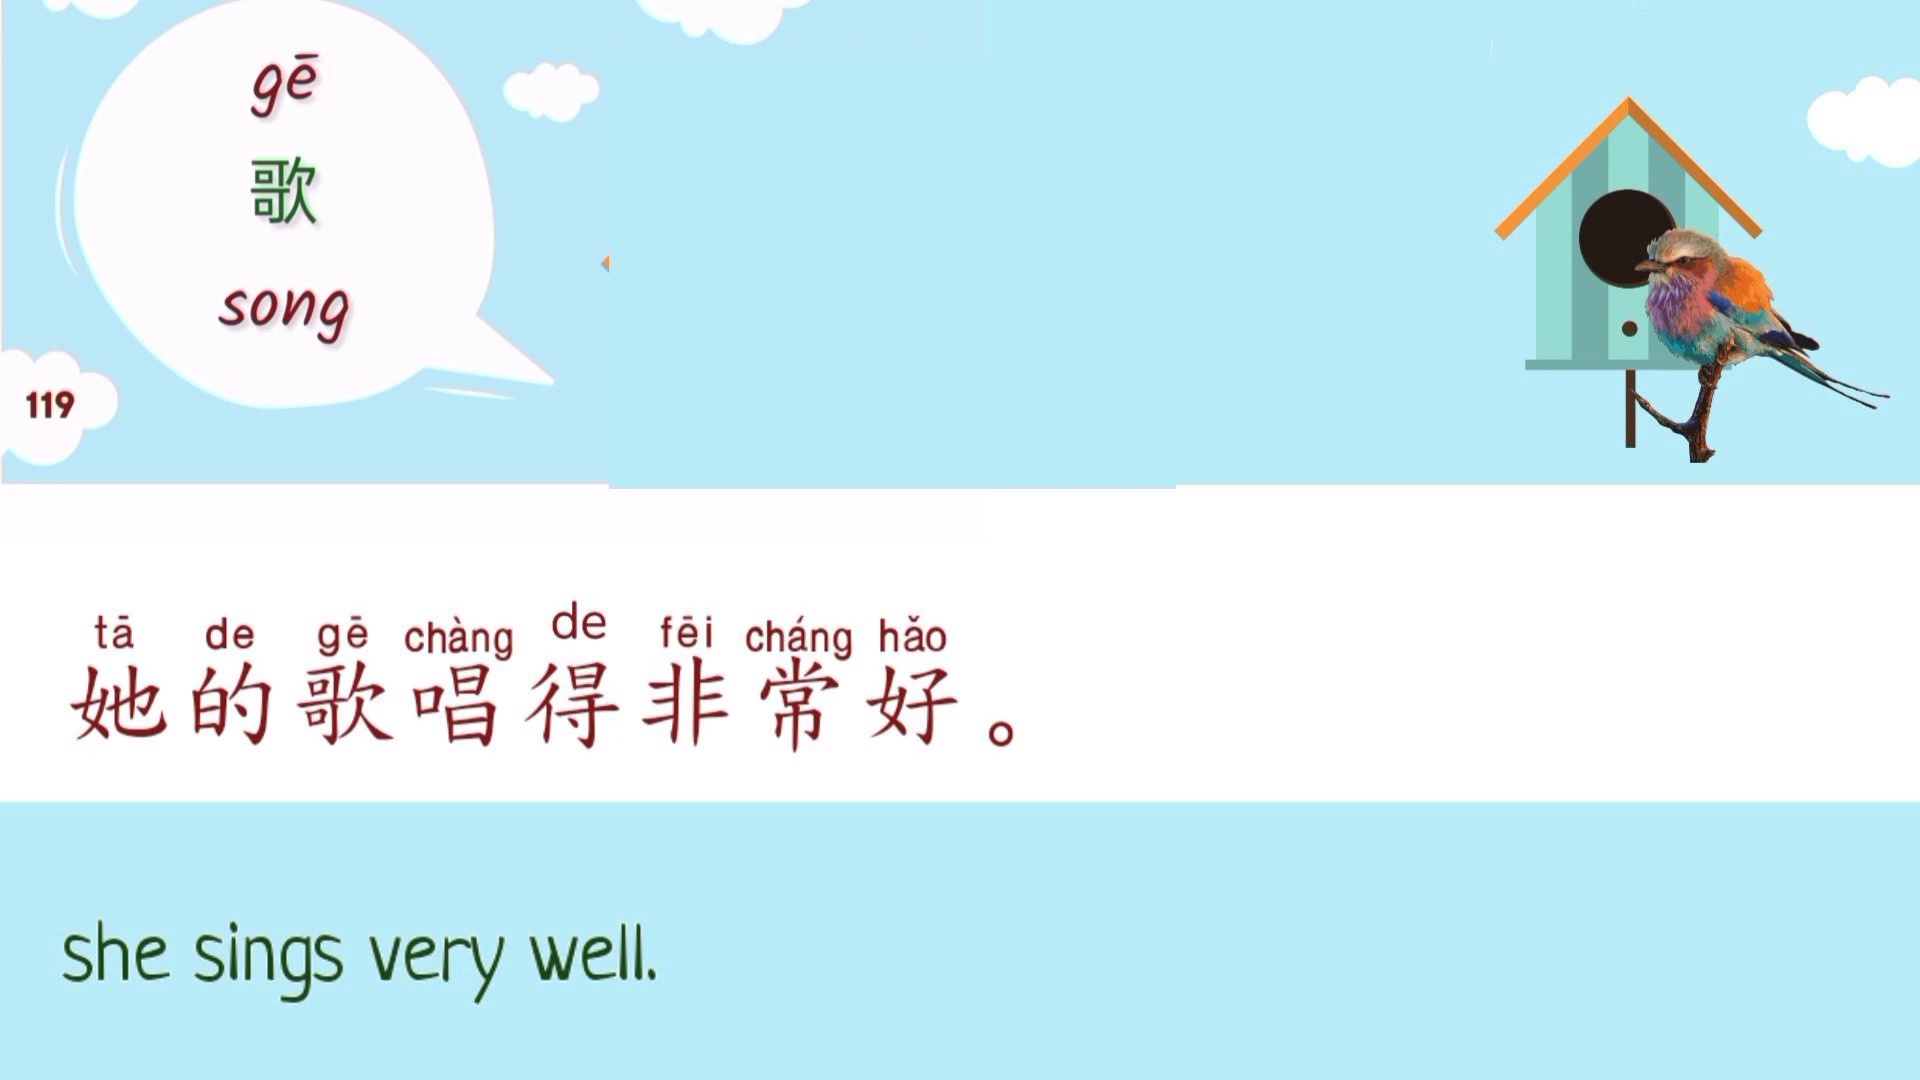 gē
歌
song
119
tā de gē chàng de fēi cháng hǎo
她的歌唱得非常好。
she sings very well.